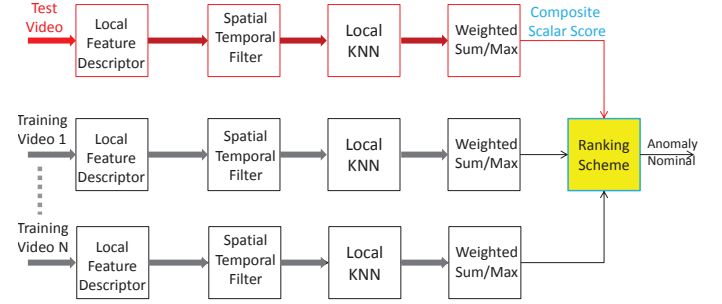 Test
Video
Local
Feature
Descriptor
Spatial
Temporal
Filter
Local
KNN
Weighted
Sum/Max
Composite
Scalar Score
Training
Video 1
Local
Feature
Descriptor
Spatial
Temporal
Filter
Local
KNN
Weighted
Sum/Max
Ranking
Scheme
Anomaly
Nominal
Training
Video N
Local
Feature
Descriptor
Spatial
Temporal
Filter
Local
KNN
Weighted
Sum/Max